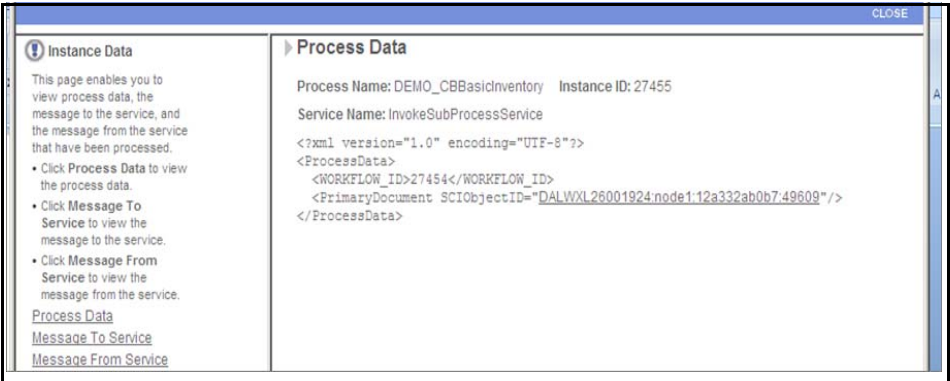 CLOSE
Instance Data
This page enables you to
view process data, the
message to the service, and
the message from the service
that have been processed.
• Click Process Data to view
the process data.
• Click Message To
Service to view the
message to the service.
• Click Message From
Service to view the
message from the service.
Process Data
Message To Service
Message From Service
Process Data
Process Name: DEMO_CBBasicInventory Instance ID: 27455
Service Name: InvokeSubProcessService
<?xml version="1.0" encoding="UTF-8"?>
<ProcessData>
<WORKFLOW_ID>27454</WORKFLOW_ID>
<PrimaryDocument SCIObjectID="DALWXL26001924:node1:12a332ab0b7:49609"/>
</ProcessData>
A